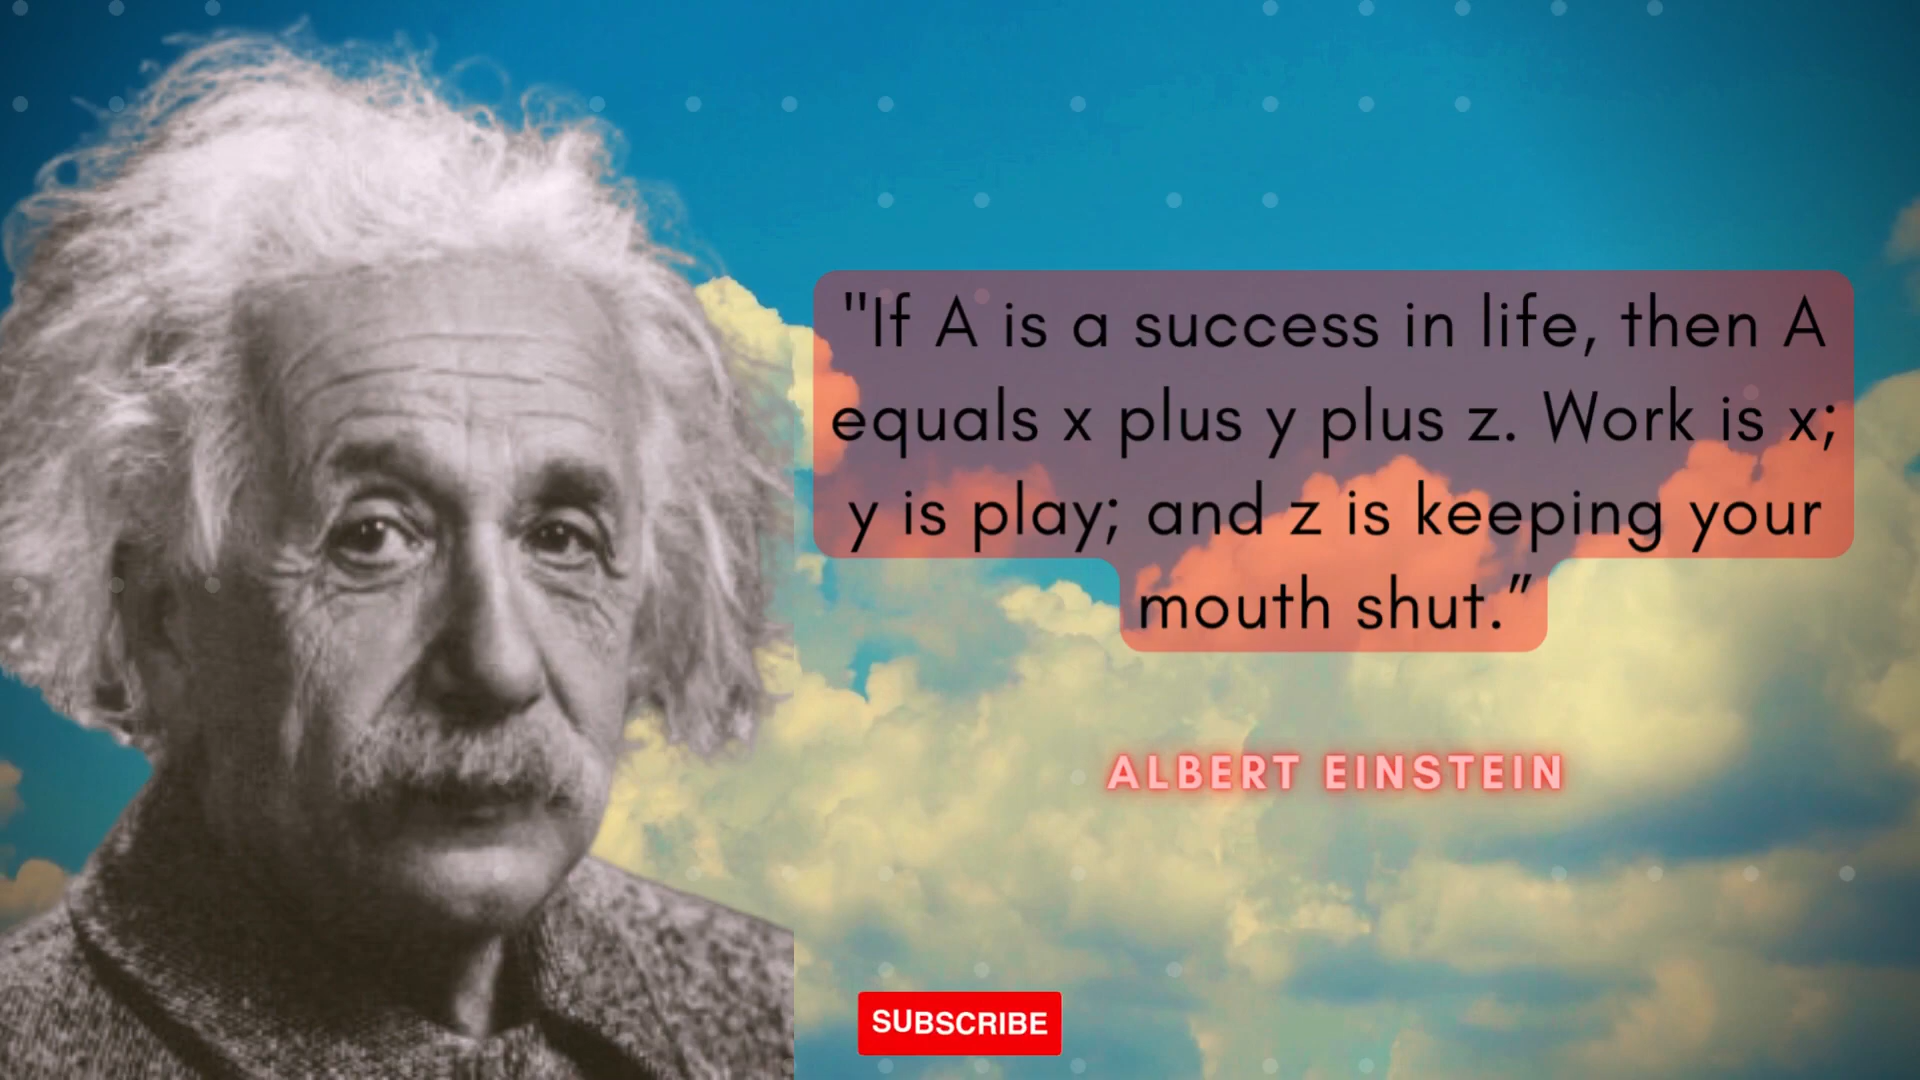 "If A is a success in life, then A
equals x plus y plus z. Work is x;
y is play; and z is keeping your
mouth shut.”
ALBERT EINSTEIN
SUBSCRIBE